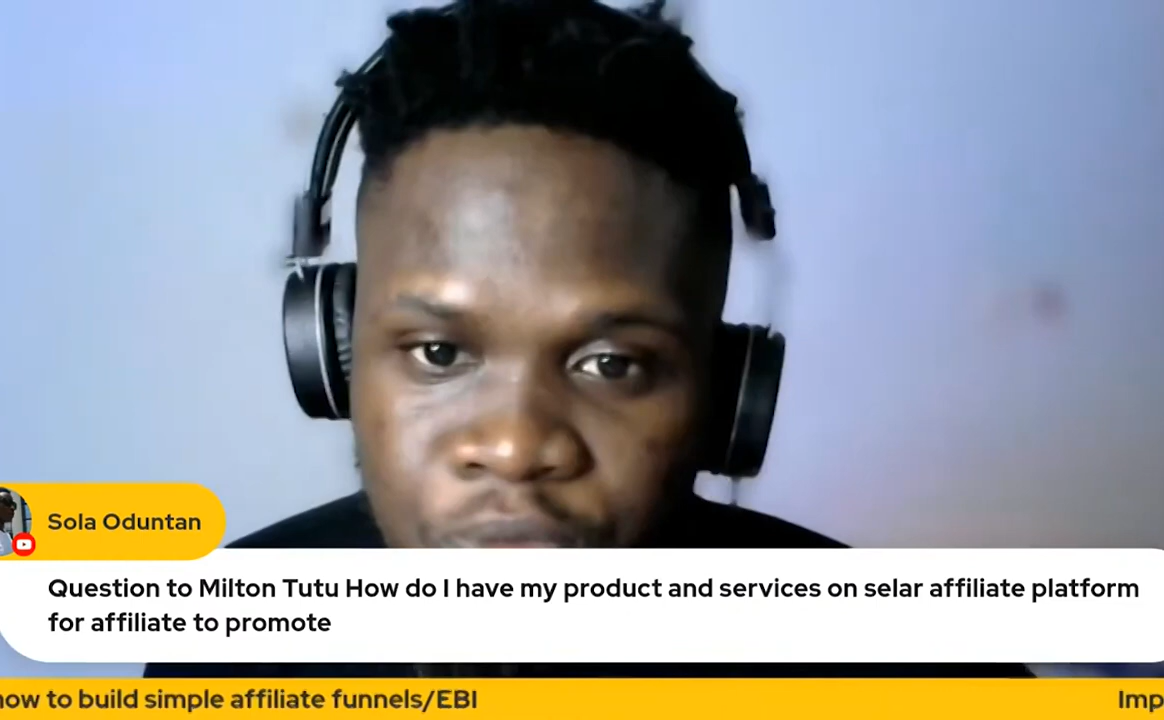 Sola Oduntan
Question to Milton Tutu How do I have my product and services on selar affiliate platform
for affiliate to promote
how to build simple affiliate funnels/EBI
Imp